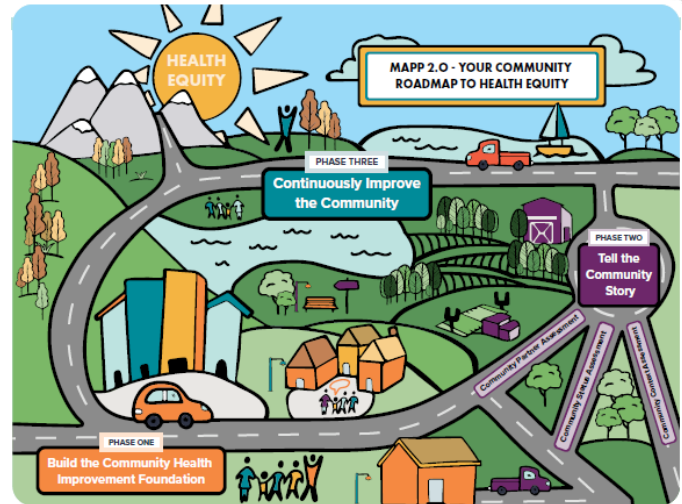 HEALTH
EQUITY
MAPP 2.0 - YOUR COMMUNITY
ROADMAP TO HEALTH EQUITY
PHASE THREE
Continuously Improve
the Community
PHASE TWO
Tell the
Community
Story
Community Partner Assessment
Community Status Assessment
Community Context Assessment
PHASE ONE
Build the Community Health
Improvement Foundation